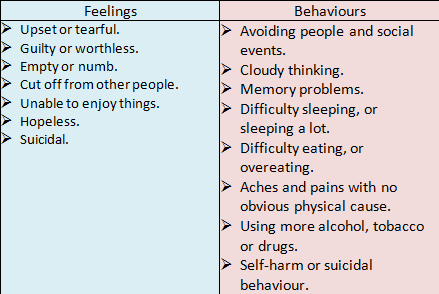 Feelings
➤ Upset or tearful.
➤ Guilty or worthless.
➤ Empty or numb.
➤ Cut off from other people.
➤ Unable to enjoy things.
➤ Hopeless.
➤ Suicidal.
Behaviours
➤ Avoiding people and social
events.
➤ Cloudy thinking.
➤ Memory problems.
➤ Difficulty sleeping, or
sleeping a lot.
➤ Difficulty eating, or
overeating.
➤ Aches and pains with no
obvious physical cause.
➤ Using more alcohol, tobacco
or drugs.
➤ Self-harm or suicidal
behaviour.